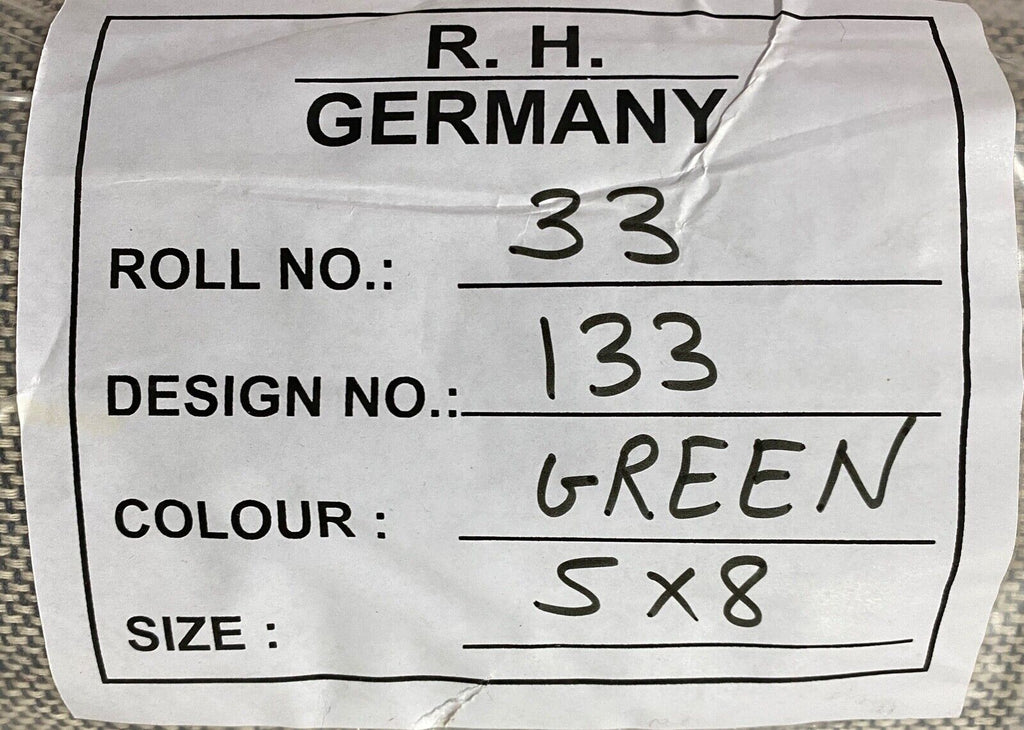 R. H.
GERMANY
ROLL NO.: 33
DESIGN NO.: 133
COLOUR : GREEN
SIZE : 5X8